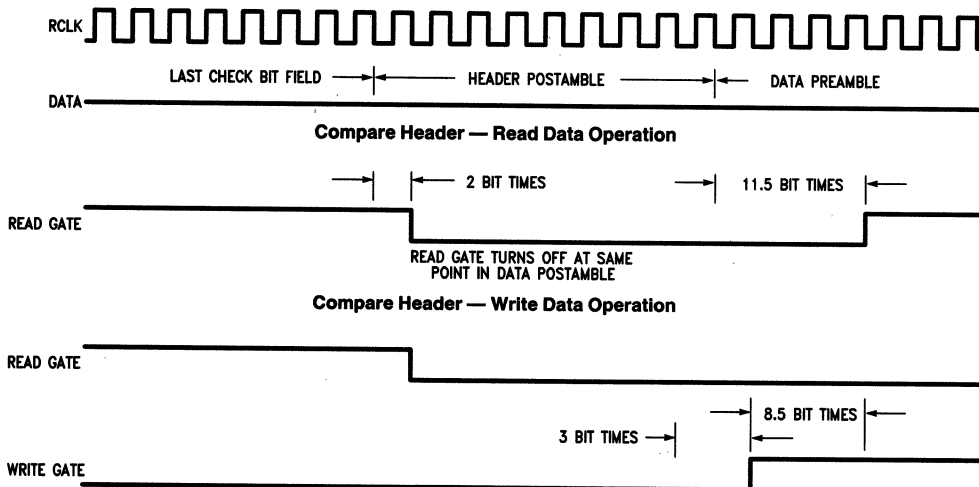 RCLK
LAST CHECK BIT FIELD
HEADER POSTAMBLE
DATA PREAMBLE
DATA
Compare Header — Read Data Operation
2 BIT TIMES
11.5 BIT TIMES
READ GATE
READ GATE TURNS OFF AT SAME
POINT IN DATA POSTAMBLE
Compare Header — Write Data Operation
READ GATE
8.5 BIT TIMES
3 BIT TIMES
WRITE GATE